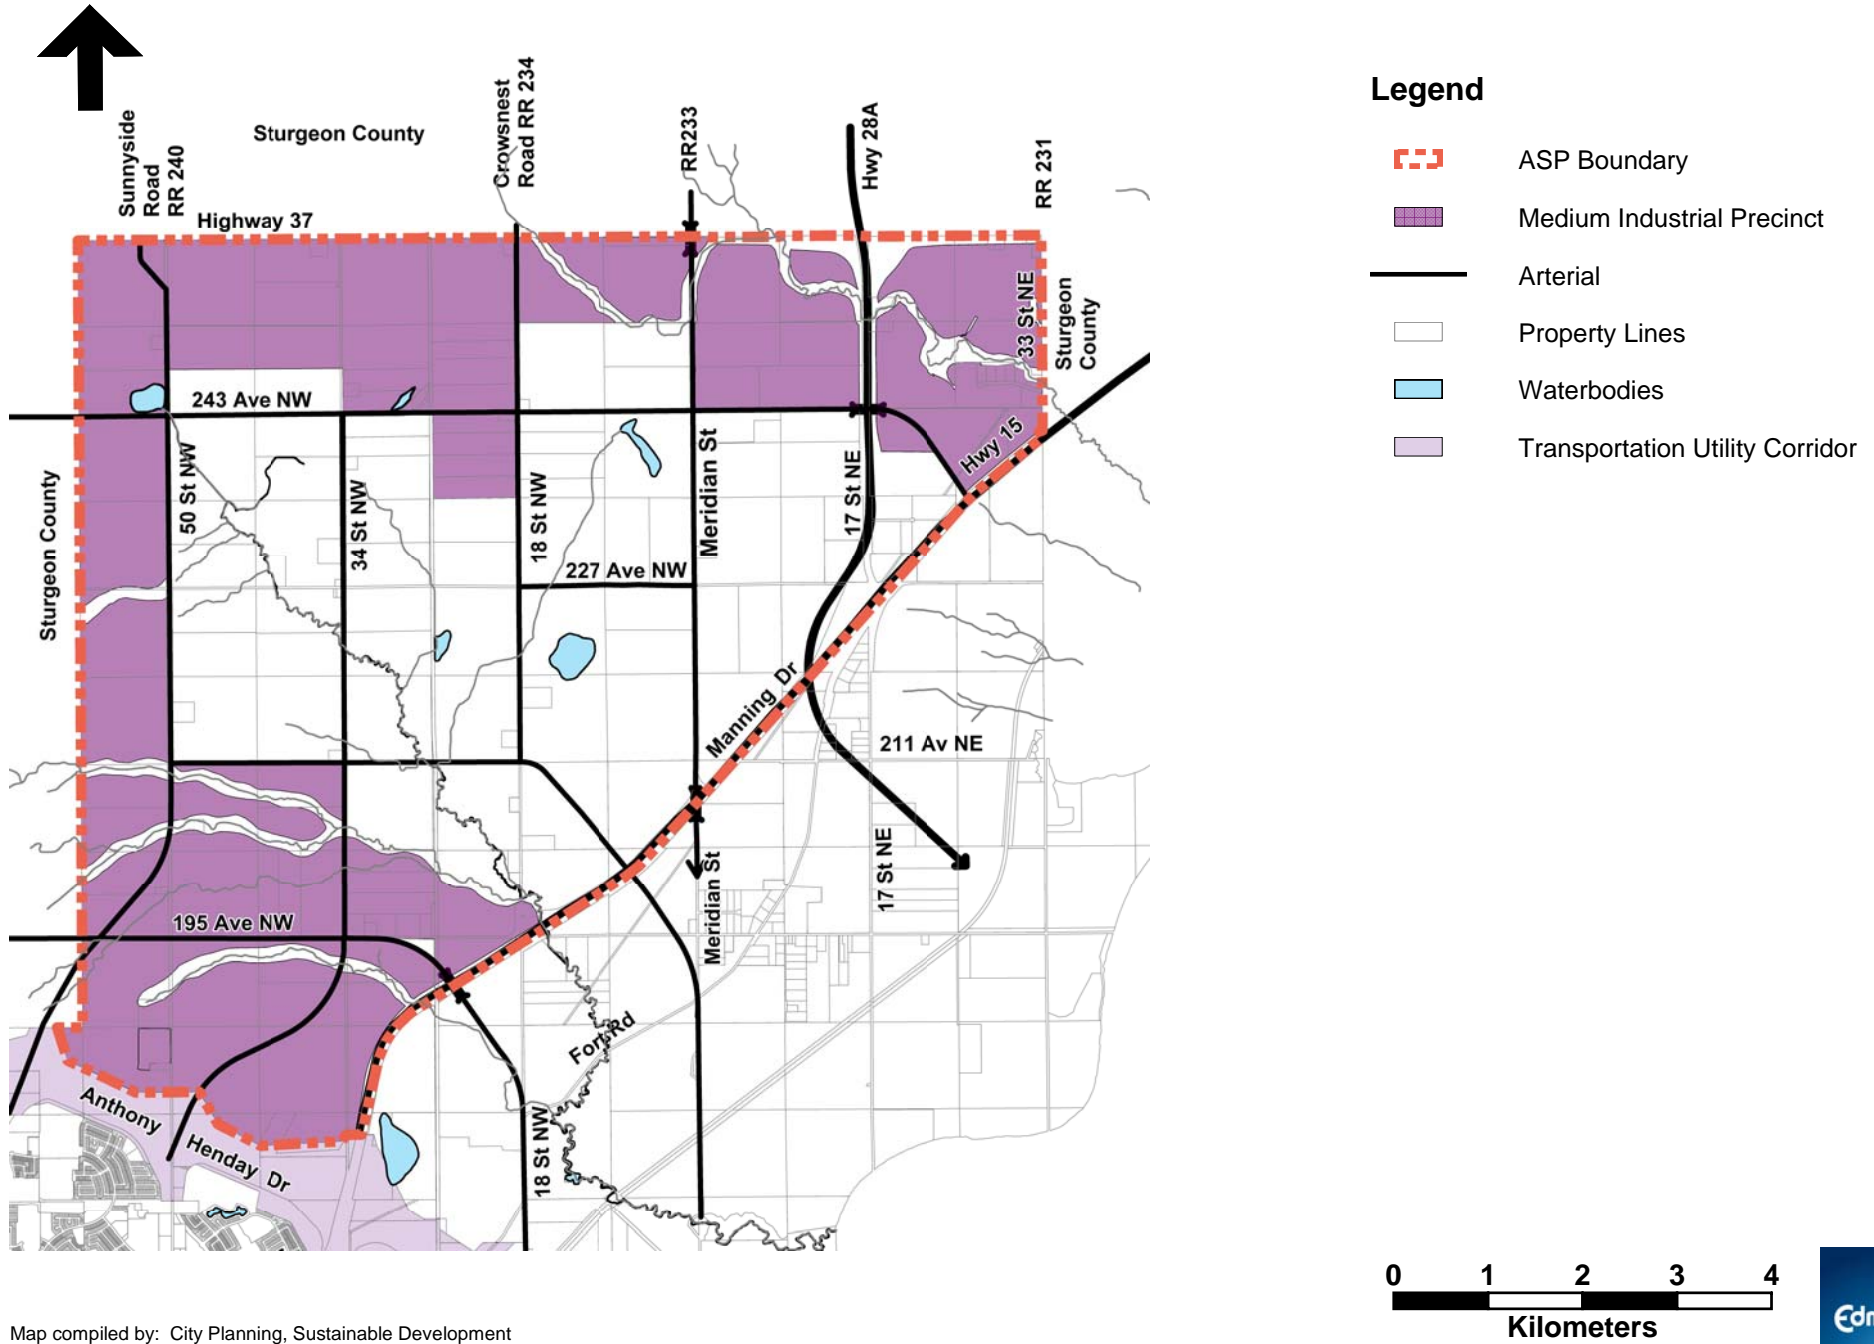 Sunnyside
Road
RR 240
Sturgeon County
Crowsnest
Road RR 234
RR233
Hwy 28A
RR 231
Highway 37
33 St NE
Sturgeon
County
243 Ave NW
Hwy 15
Sturgeon County
50 St NW
34 St NW
18 St NW
Meridian St
17 St NE
227 Ave NW
Manning Dr
211 Av NE
17 St NE
Meridian St
195 Ave NW
Fort Rd
Anthony
Henday Dr
18 St NW
Legend
ASP Boundary
Medium Industrial Precinct
Arterial
Property Lines
Waterbodies
Transportation Utility Corridor
0 1 2 3 4
Kilometers
Map compiled by: City Planning, Sustainable Development